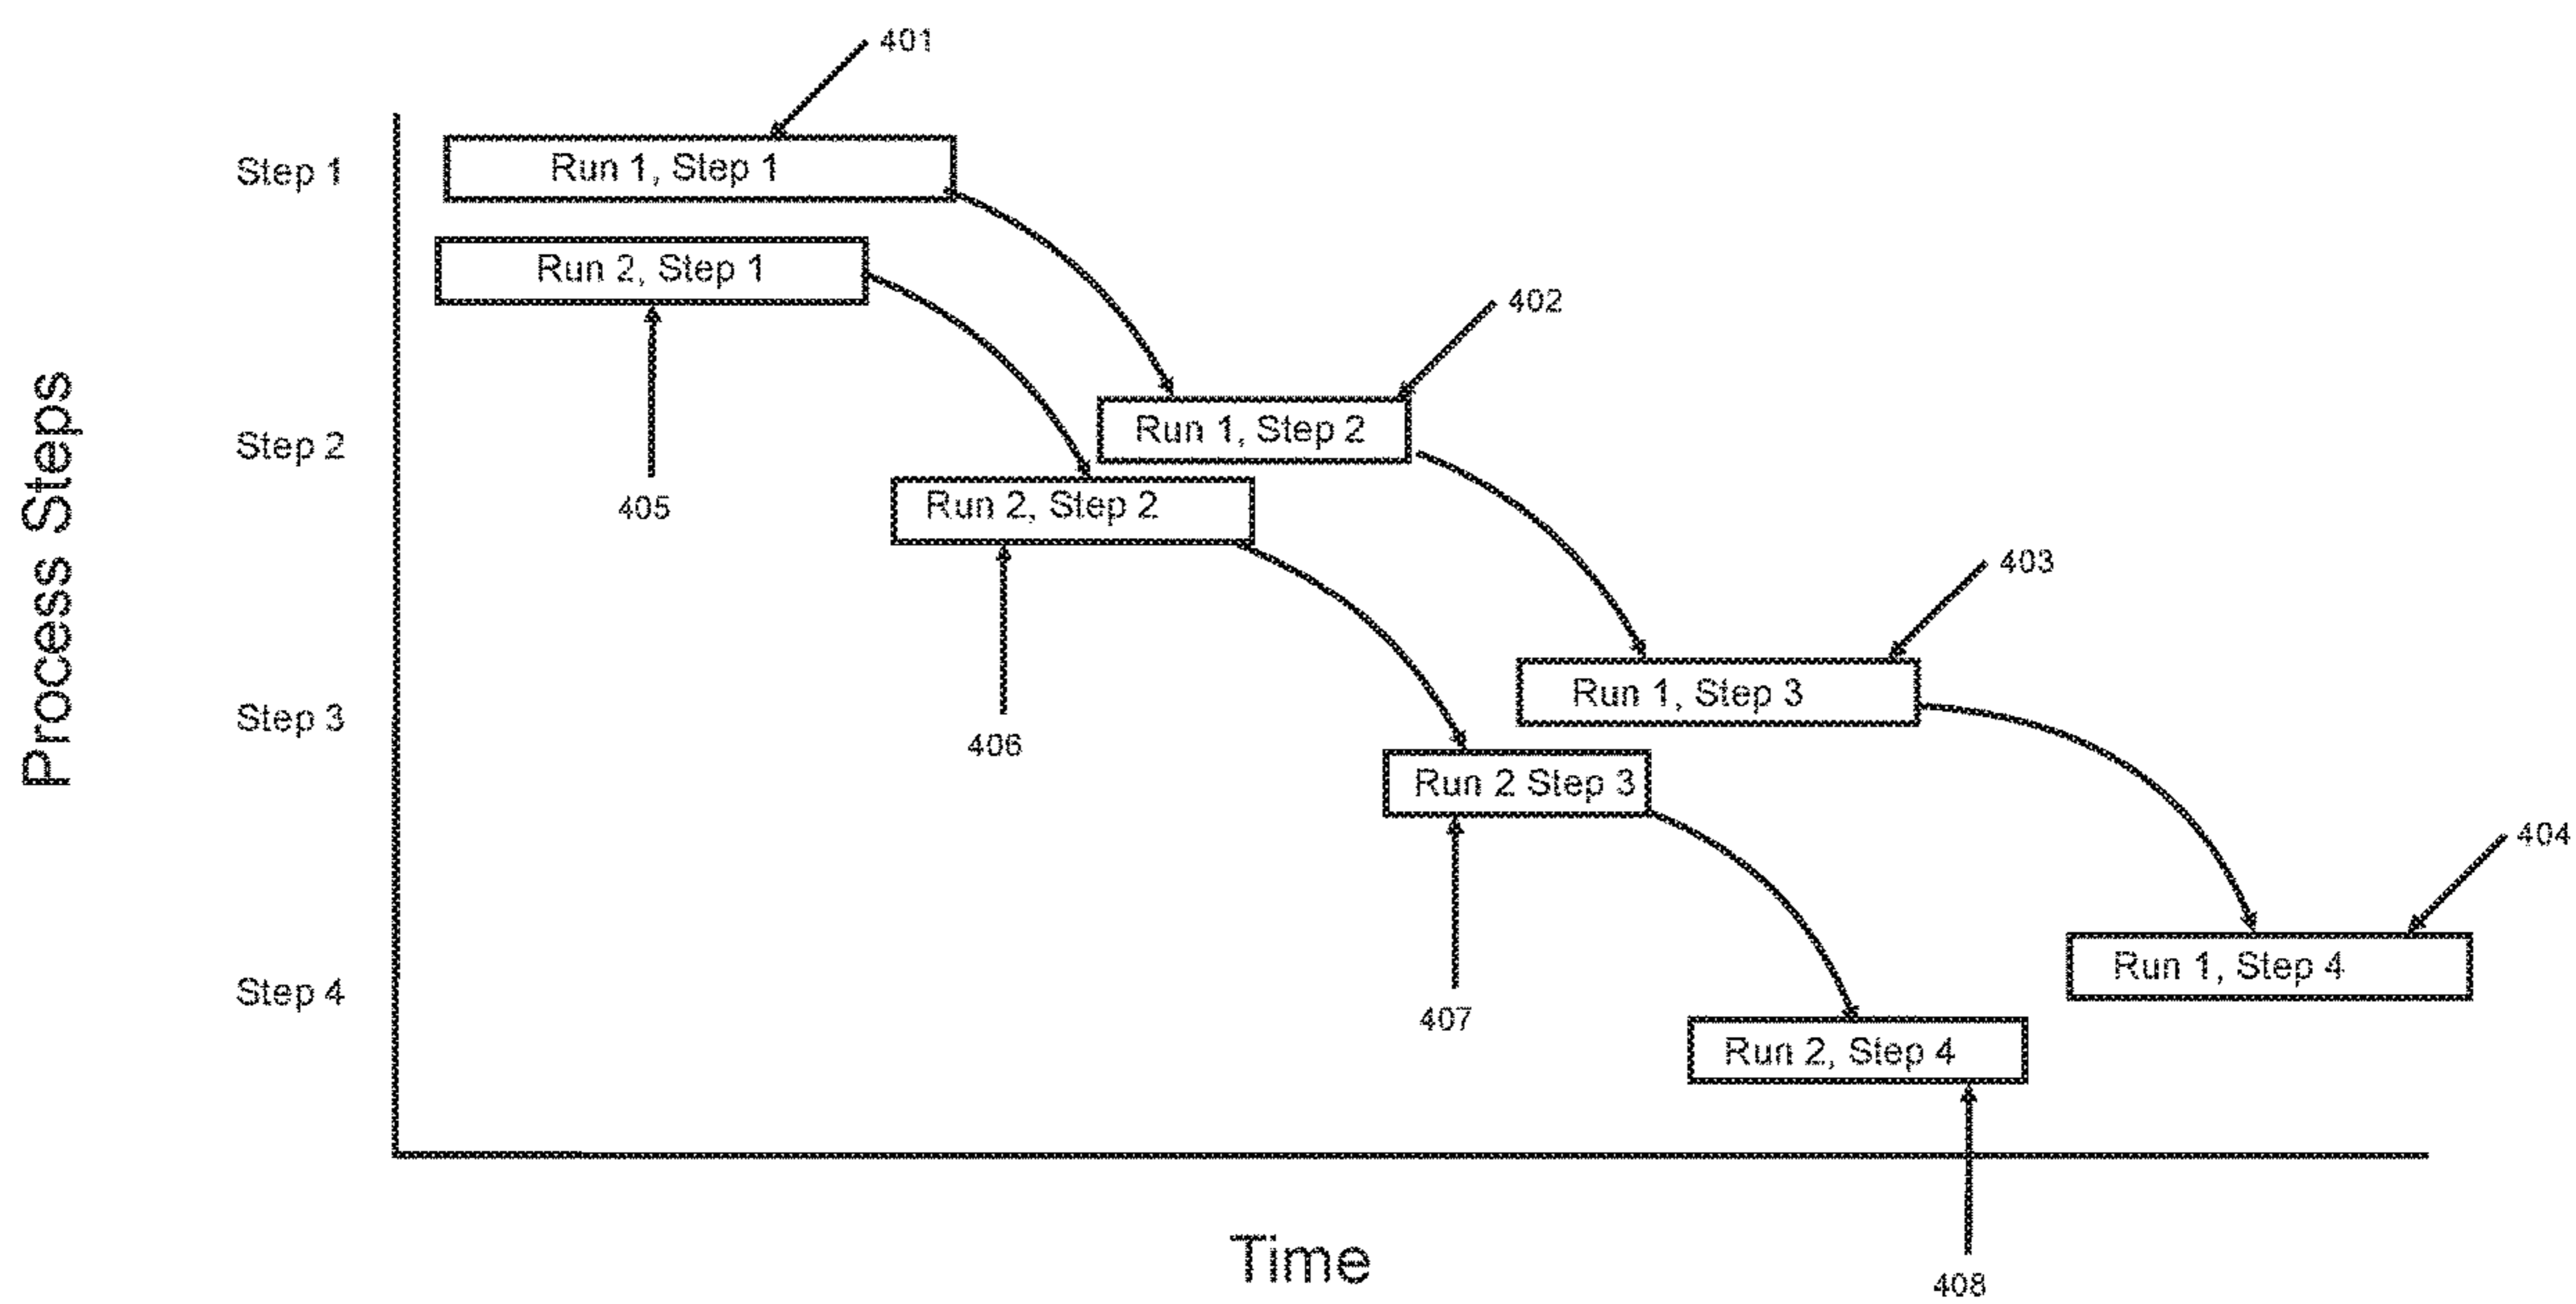 401
Step 1
Run 1, Step 1
Run 2, Step 1
402
Process Steps
Step 2
Run 1, Step 2
405
Run 2, Step 2
403
Step 3
Run 1, Step 3
406
Run 2 Step 3
404
Step 4
Run 1, Step 4
407
Run 2, Step 4
Time
408